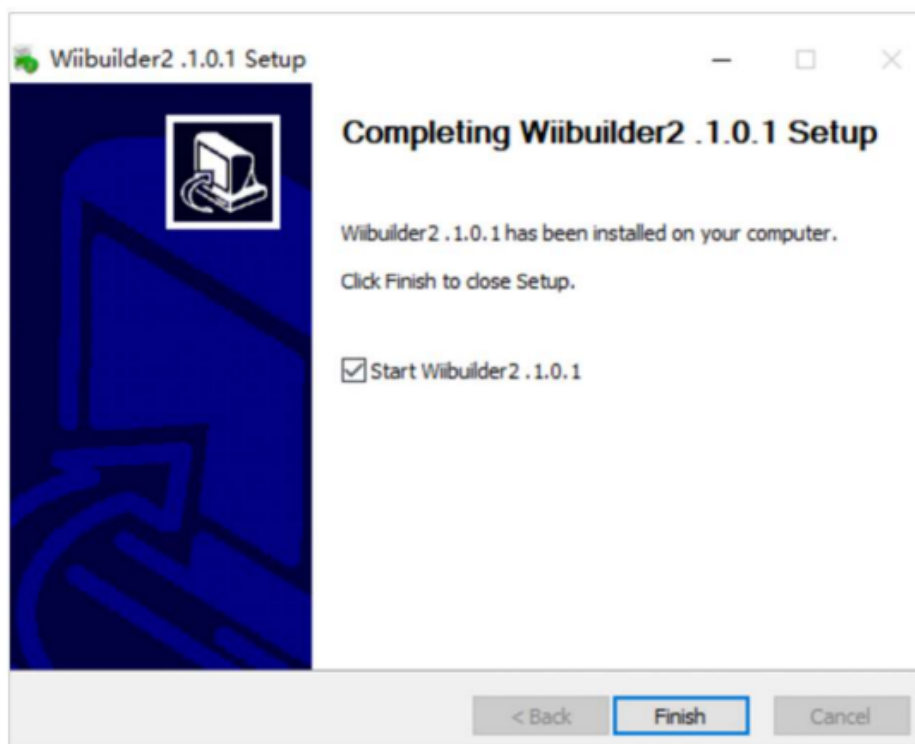 Wiibuilder2 .1.0.1 Setup
Completing Wiibuilder2 .1.0.1 Setup
Wiibuilder2 .1.0.1 has been installed on your computer.
Click Finish to close Setup.
Start Wiibuilder2 .1.0.1
< Back Finish Cancel